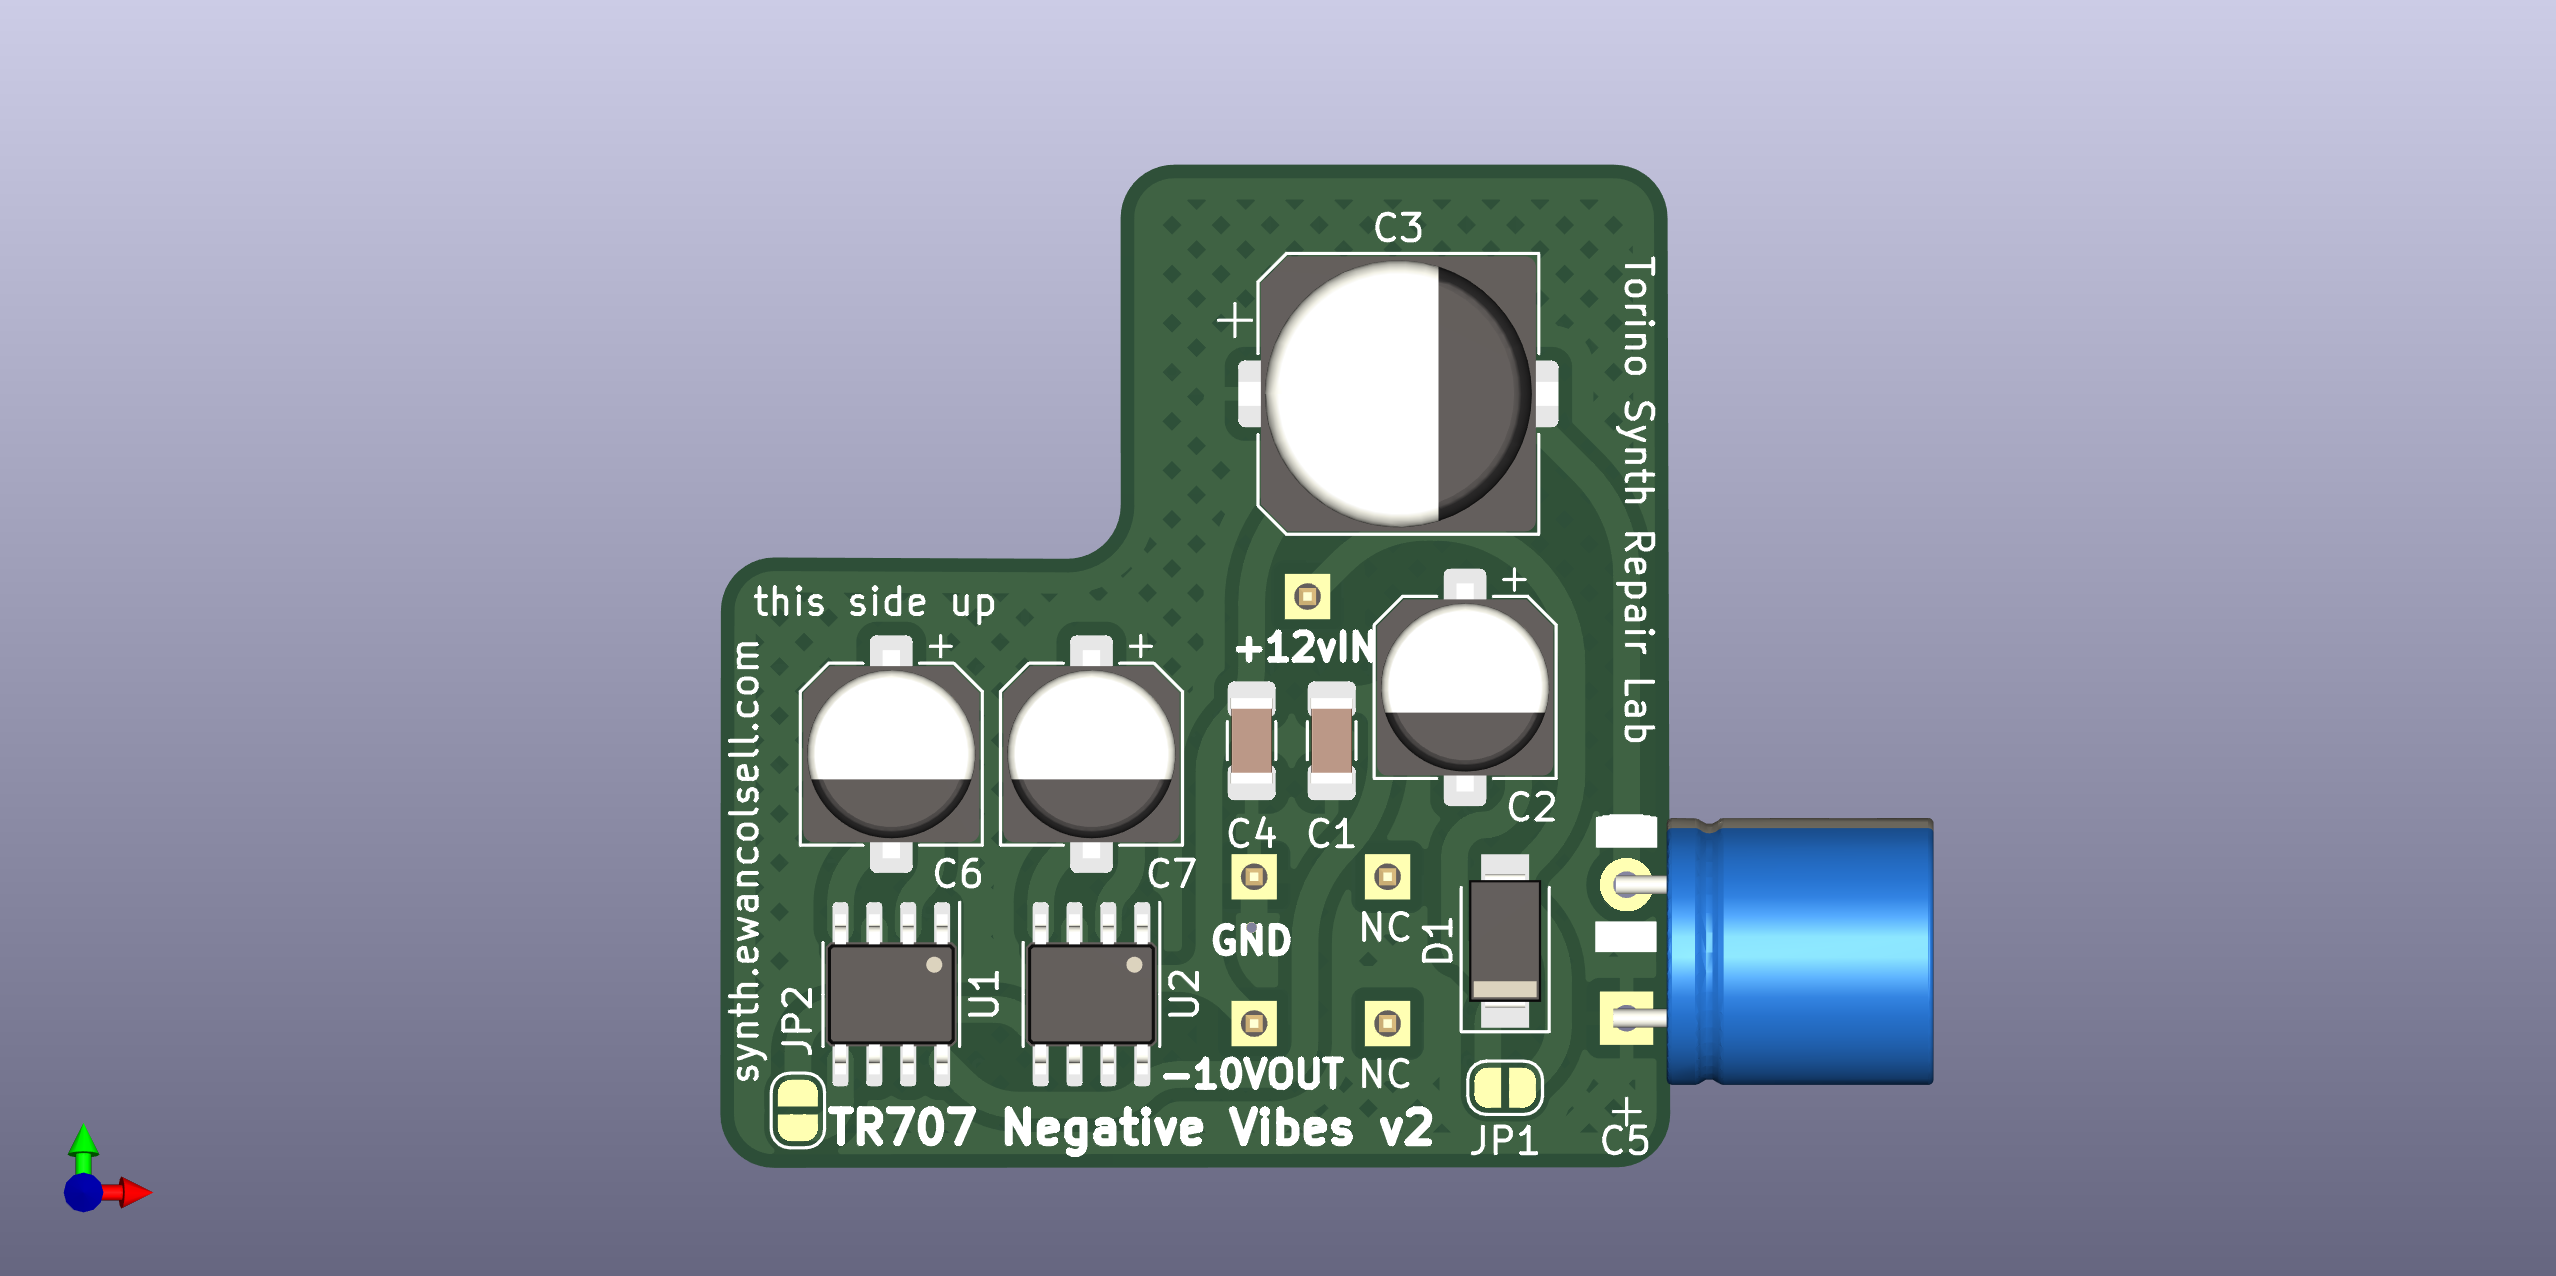 C3
+
Torino Synth Repair Lab
this side up
+
+
+
+12vIN
synth.ewancolsell.com
C2
C4
C1
C6
C7
GND
NC
D1
U1
U2
JP2
-10VOUT
NC
TR707 Negative Vibes v2
+
JP1
C5